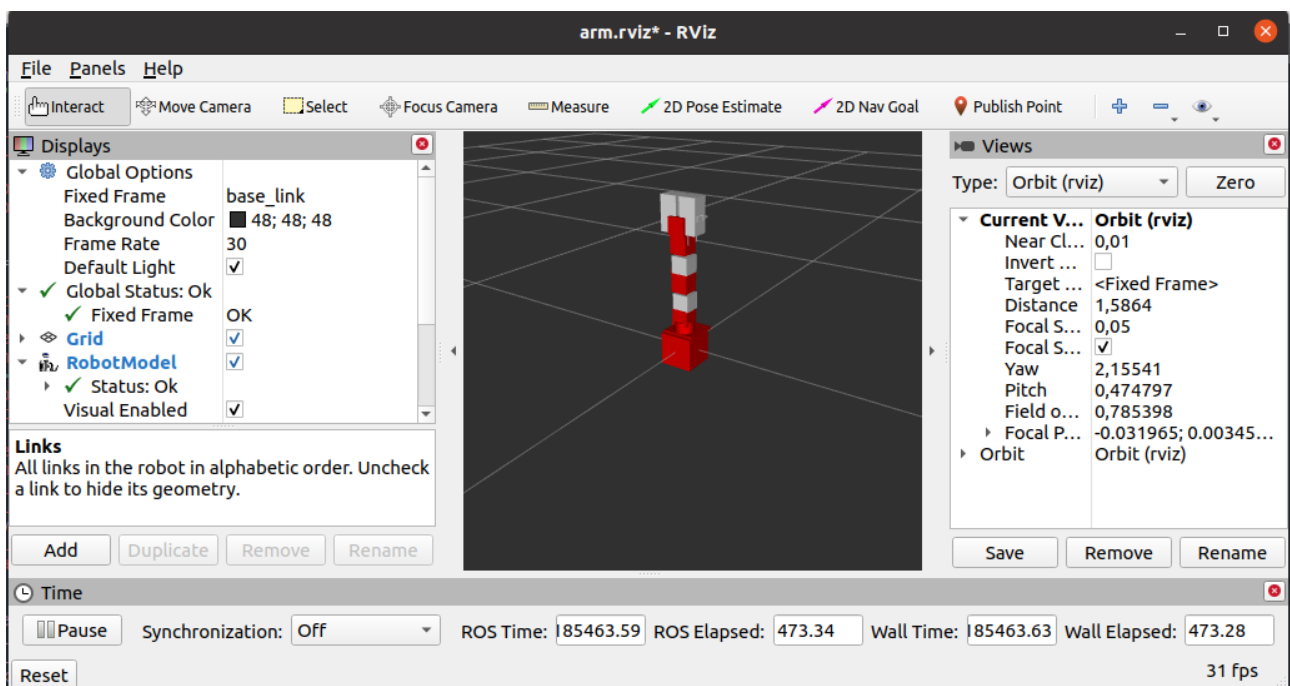 arm.rviz* - RViz
File Panels Help
Interact Move Camera Select Focus Camera Measure 2D Pose Estimate 2D Nav Goal Publish Point
Displays
Global Options
Fixed Frame base_link
Background Color 48; 48; 48
Frame Rate 30
Default Light
Global Status: Ok
Fixed Frame OK
Grid
RobotModel
Status: Ok
Visual Enabled
Links
All links in the robot in alphabetic order. Uncheck
a link to hide its geometry.
Add Duplicate Remove Rename
Views
Type: Orbit (rviz) Zero
Current V... Orbit (rviz)
Near Cl... 0,01
Invert ...
Target ... <Fixed Frame>
Distance 1,5864
Focal S... 0,05
Focal S...
Yaw 2,15541
Pitch 0,474797
Field o... 0,785398
Focal P... -0.031965; 0.00345...
Orbit Orbit (rviz)
Save Remove Rename
Time
Pause Synchronization: Off ROS Time: 185463.59 ROS Elapsed: 473.34 Wall Time: 185463.63 Wall Elapsed: 473.28
Reset 31 fps